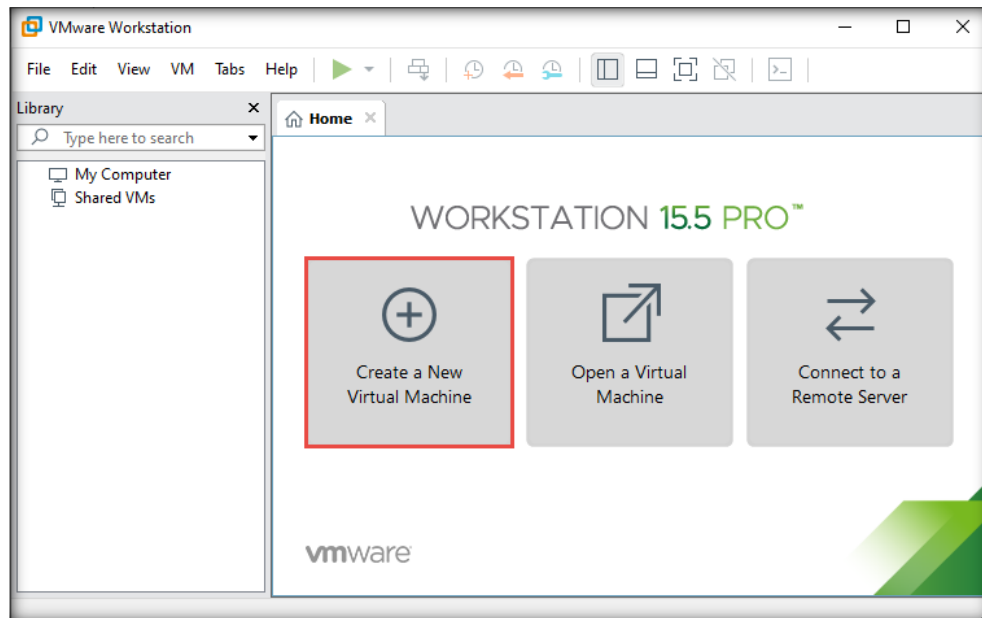 VMware Workstation
File Edit View VM Tabs Help
Library
Home
Type here to search
My Computer
Shared VMs
WORKSTATION 15.5 PRO™
Create a New
Virtual Machine
Open a Virtual
Machine
Connect to a
Remote Server
vmware